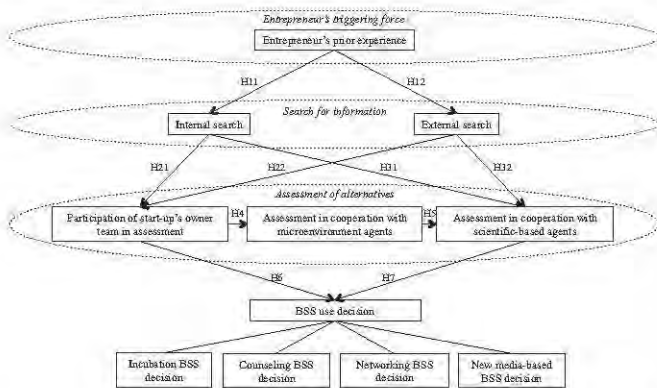 Entrepreneur's triggering force
Entrepreneur's prior experience
H11
H12
Search for information
Internal search
External search
H21
H22
H31
H32
Assessment of alternatives
Participation of start-up's owner
team in assessment
H4
Assessment in cooperation with
microenvironment agents
H5
Assessment in cooperation with
scientific-based agents
H6
H7
BSS use decision
Incubation BSS
decision
Counseling BSS
decision
Networking BSS
decision
New media-based
BSS decision